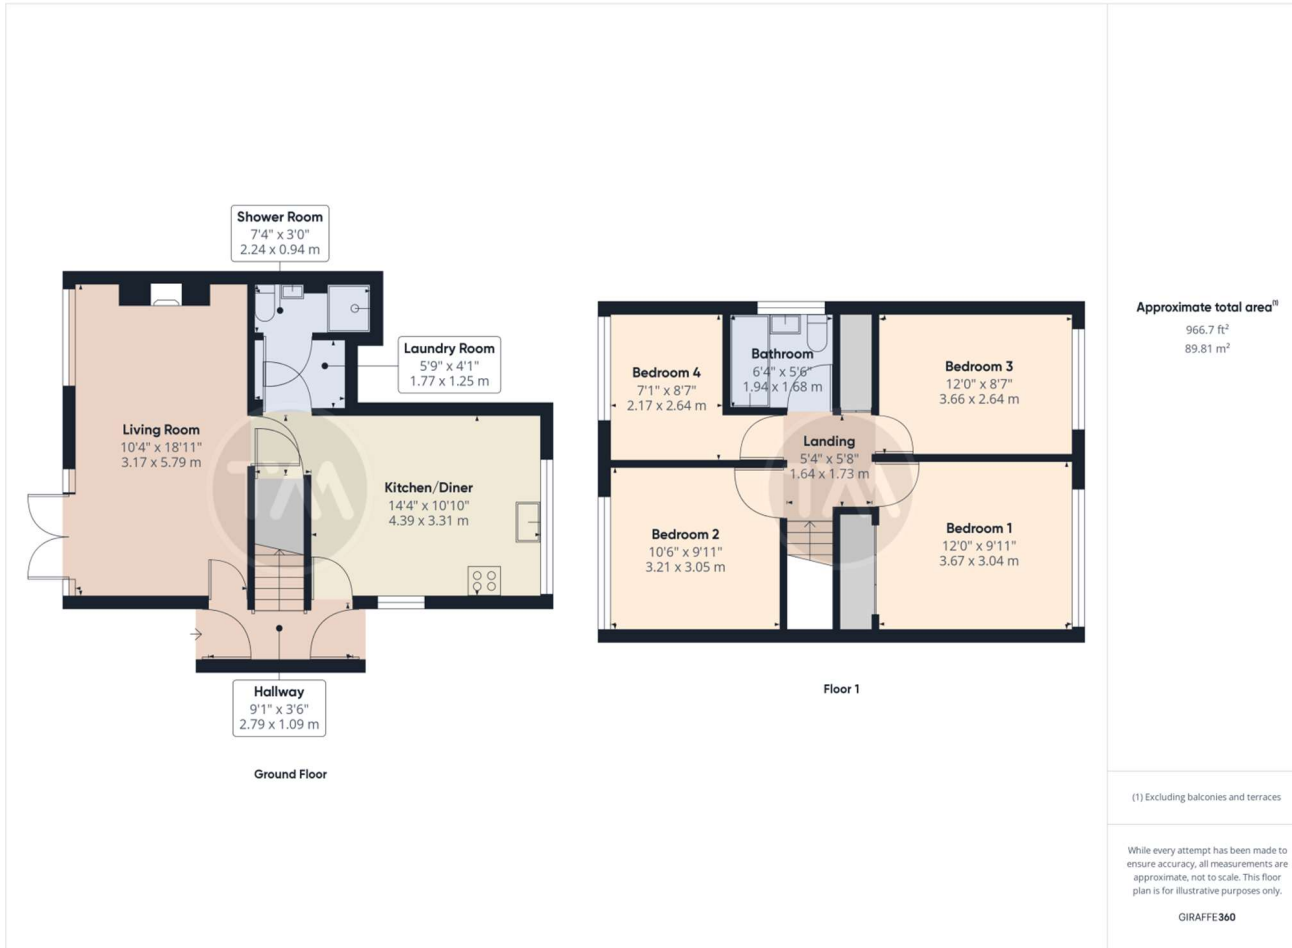 Shower Room
7'4" x 3'0"
2.24 x 0.94 m
Laundry Room
5'9" x 4'1"
1.77 x 1.25 m
Living Room
10'4" x 18'11"
3.17 x 5.79 m
Kitchen/Diner
14'4" x 10'10"
4.39 x 3.31 m
Hallway
9'1" x 3'6"
2.79 x 1.09 m
Ground Floor
TM
Bedroom 4
7'1" x 8'7"
2.17 x 2.64 m
Bathroom
6'4" x 5'6"
1.94 x 1.68 m
Bedroom 3
12'0" x 8'7"
3.66 x 2.64 m
Landing
5'4" x 5'8"
1.64 x 1.73 m
Bedroom 2
10'6" x 9'11"
3.21 x 3.05 m
Bedroom 1
12'0" x 9'11"
3.67 x 3.04 m
TM
Floor 1
Approximate total area(1)
966.7 ft²
89.81 m²
(1) Excluding balconies and terraces
While every attempt has been made to
ensure accuracy, all measurements are
approximate, not to scale. This floor
plan is for illustrative purposes only.
GIRAFFE360